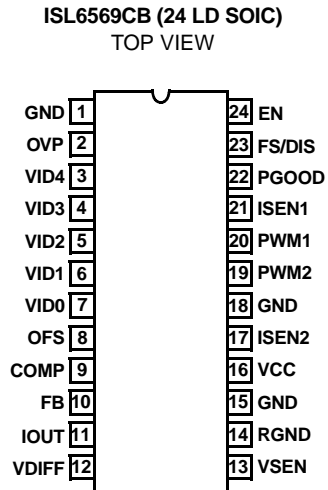 ISL6569CB (24 LD SOIC)
TOP VIEW
GND 1
OVP 2
VID4 3
VID3 4
VID2 5
VID1 6
VID0 7
OFS 8
COMP 9
FB 10
IOUT 11
VDIFF 12
24 EN
23 FS/DIS
22 PGOOD
21 ISEN1
20 PWM1
19 PWM2
18 GND
17 ISEN2
16 VCC
15 GND
14 RGND
13 VSEN